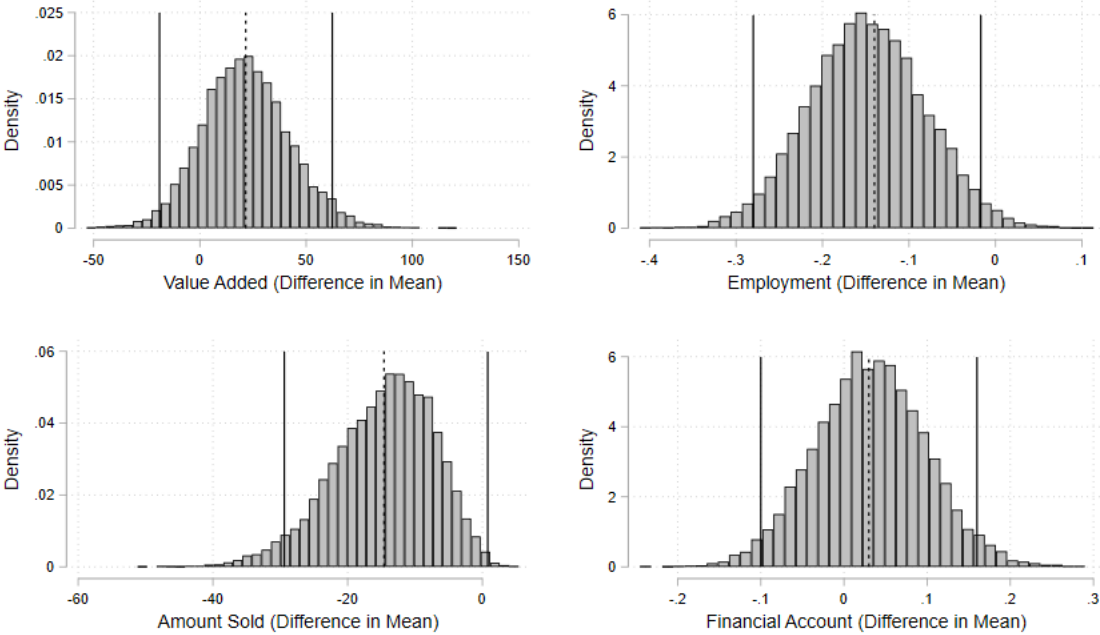 Density
.025
.02
.015
.01
.005
0
-50 0 50 100 150
Value Added (Difference in Mean)
Density
6
4
2
0
-.4 -.3 -.2 -.1 0 .1
Employment (Difference in Mean)
Density
.06
.04
.02
0
-60 -40 -20 0
Amount Sold (Difference in Mean)
Density
6
4
2
0
-.2 -.1 0 .1 .2 .3
Financial Account (Difference in Mean)